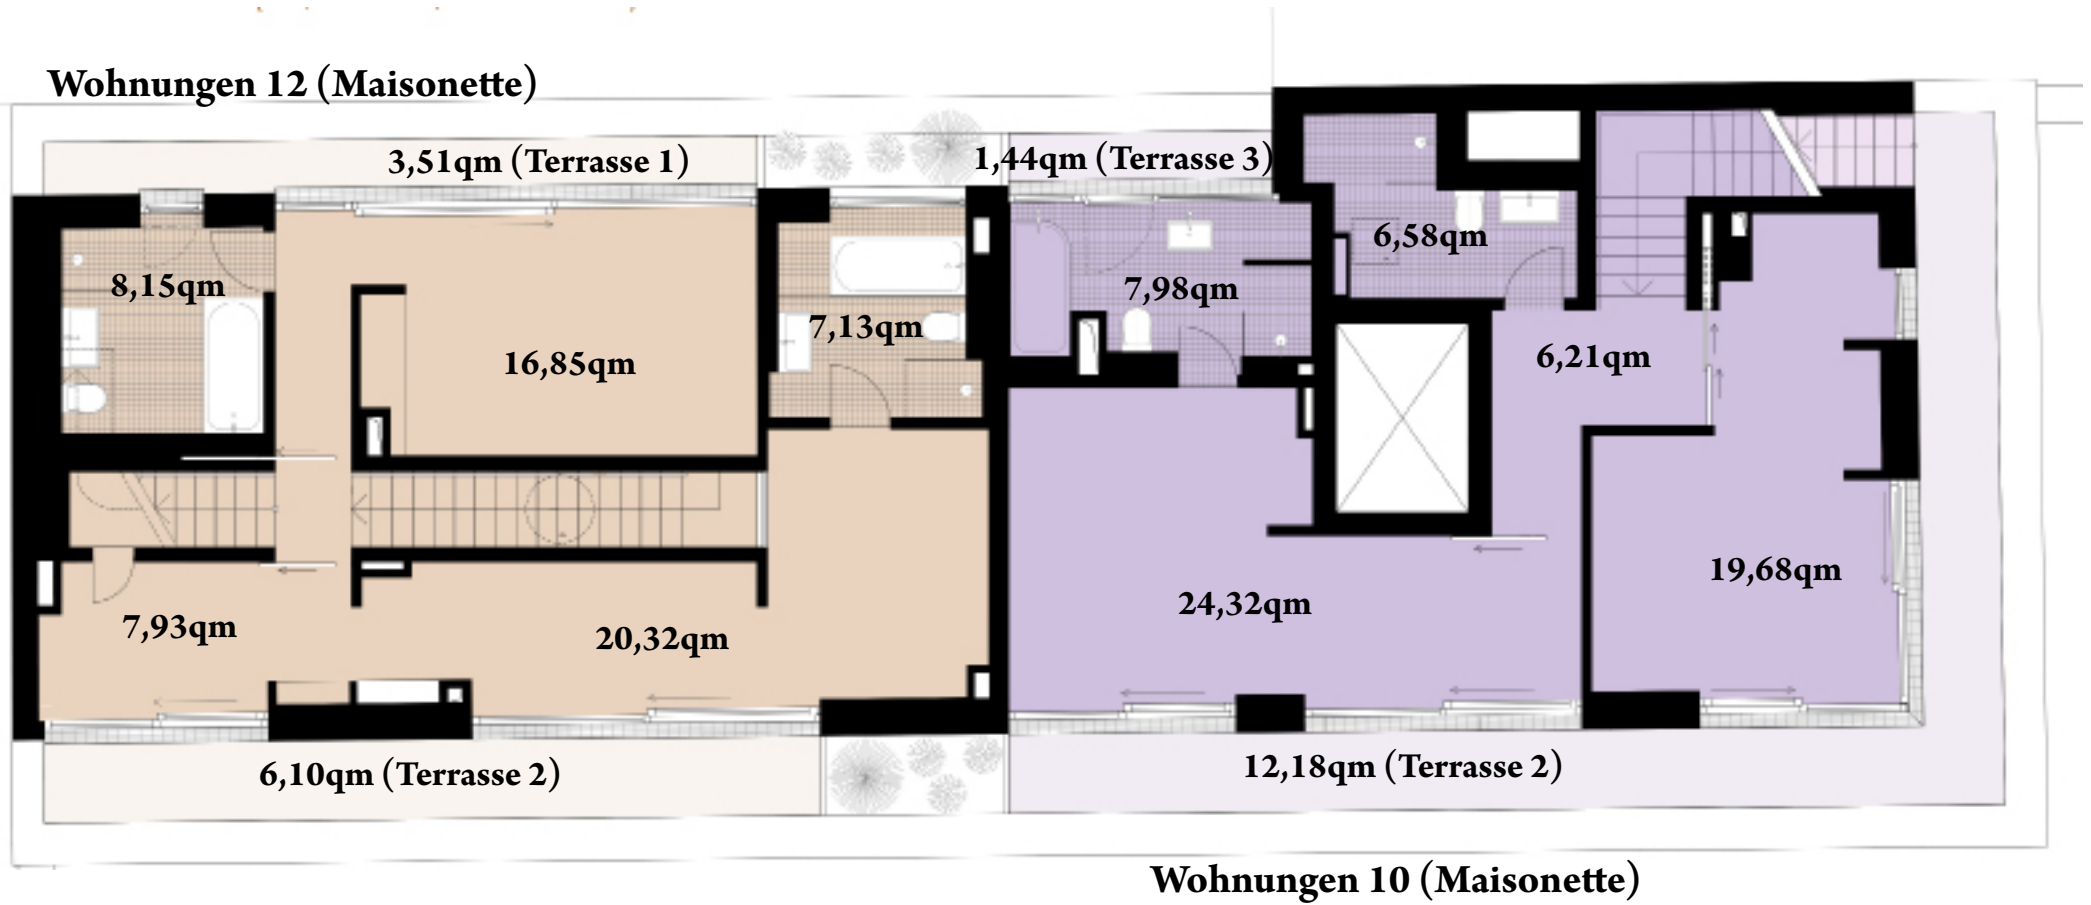 Wohnungen 12 (Maisonette)
3,51qm (Terrasse 1)
1,44qm (Terrasse 3)
6,58qm
8,15qm
7,98qm
7,13qm
16,85qm
6,21qm
19,68qm
24,32qm
7,93qm
20,32qm
6,10qm (Terrasse 2)
12,18qm (Terrasse 2)
Wohnungen 10 (Maisonette)